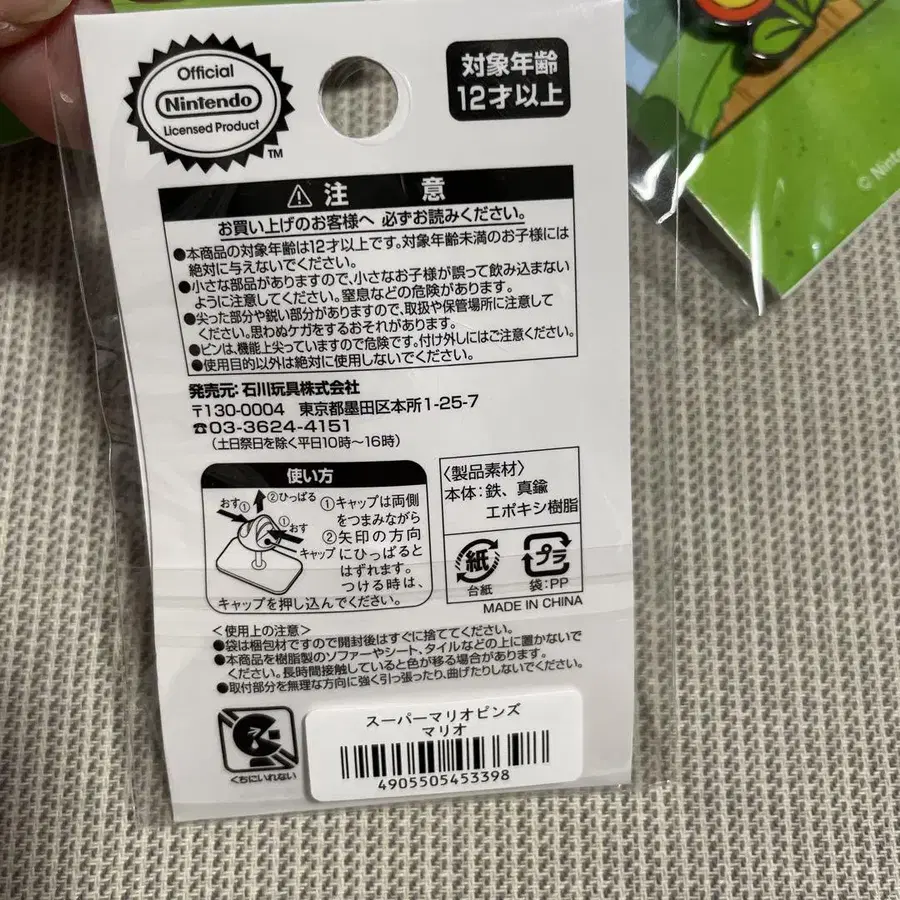 Official
Nintendo
Licensed Product
TM
対象年齢
12才以上
⚠注　意
お買い上げのお客様へ 必ずお読みください。
●本商品の対象年齢は12才以上です。対象年齢未満のお子様には
絶対に与えないでください。
●小さな部品がありますので、小さなお子様が誤って飲み込まない
ように注意してください。窒息などの危険があります。
●尖った部分や鋭い部分がありますので、取扱や保管場所に注意して
ください。思わぬケガをするおそれがあります。
●ピンは、機能上尖っていますので危険です。付け外しにはご注意ください。
●使用目的以外は絶対に使用しないでください。
発売元: 石川玩具株式会社
〒130-0004　東京都墨田区本所1-25-7
☎03-3624-4151
(土日祭日を除く平日10時〜16時)
使い方
おす①
②ひっぱる
①おす
キャップ
①キャップは両側
をつまみながら
②矢印の方向
にひっぱると
はずれます。
つける時は、
キャップを押し込んでください。
〈製品素材〉
本体:鉄、真鍮
エポキシ樹脂
紙
台紙
プラ
袋:PP
MADE IN CHINA
＜使用上の注意＞
●袋は梱包材ですので開封後はすぐに捨ててください。
●本商品を樹脂製のソファーやシート、タイルなどの上に置かないで
ください。長時間接触していると色が移る場合があります。
●取付部分を無理な方向に強く引っ張ったり、曲げたりしないでください。
くちにいれない
スーパーマリオピンズ
マリオ
4905505453398
© Ninte